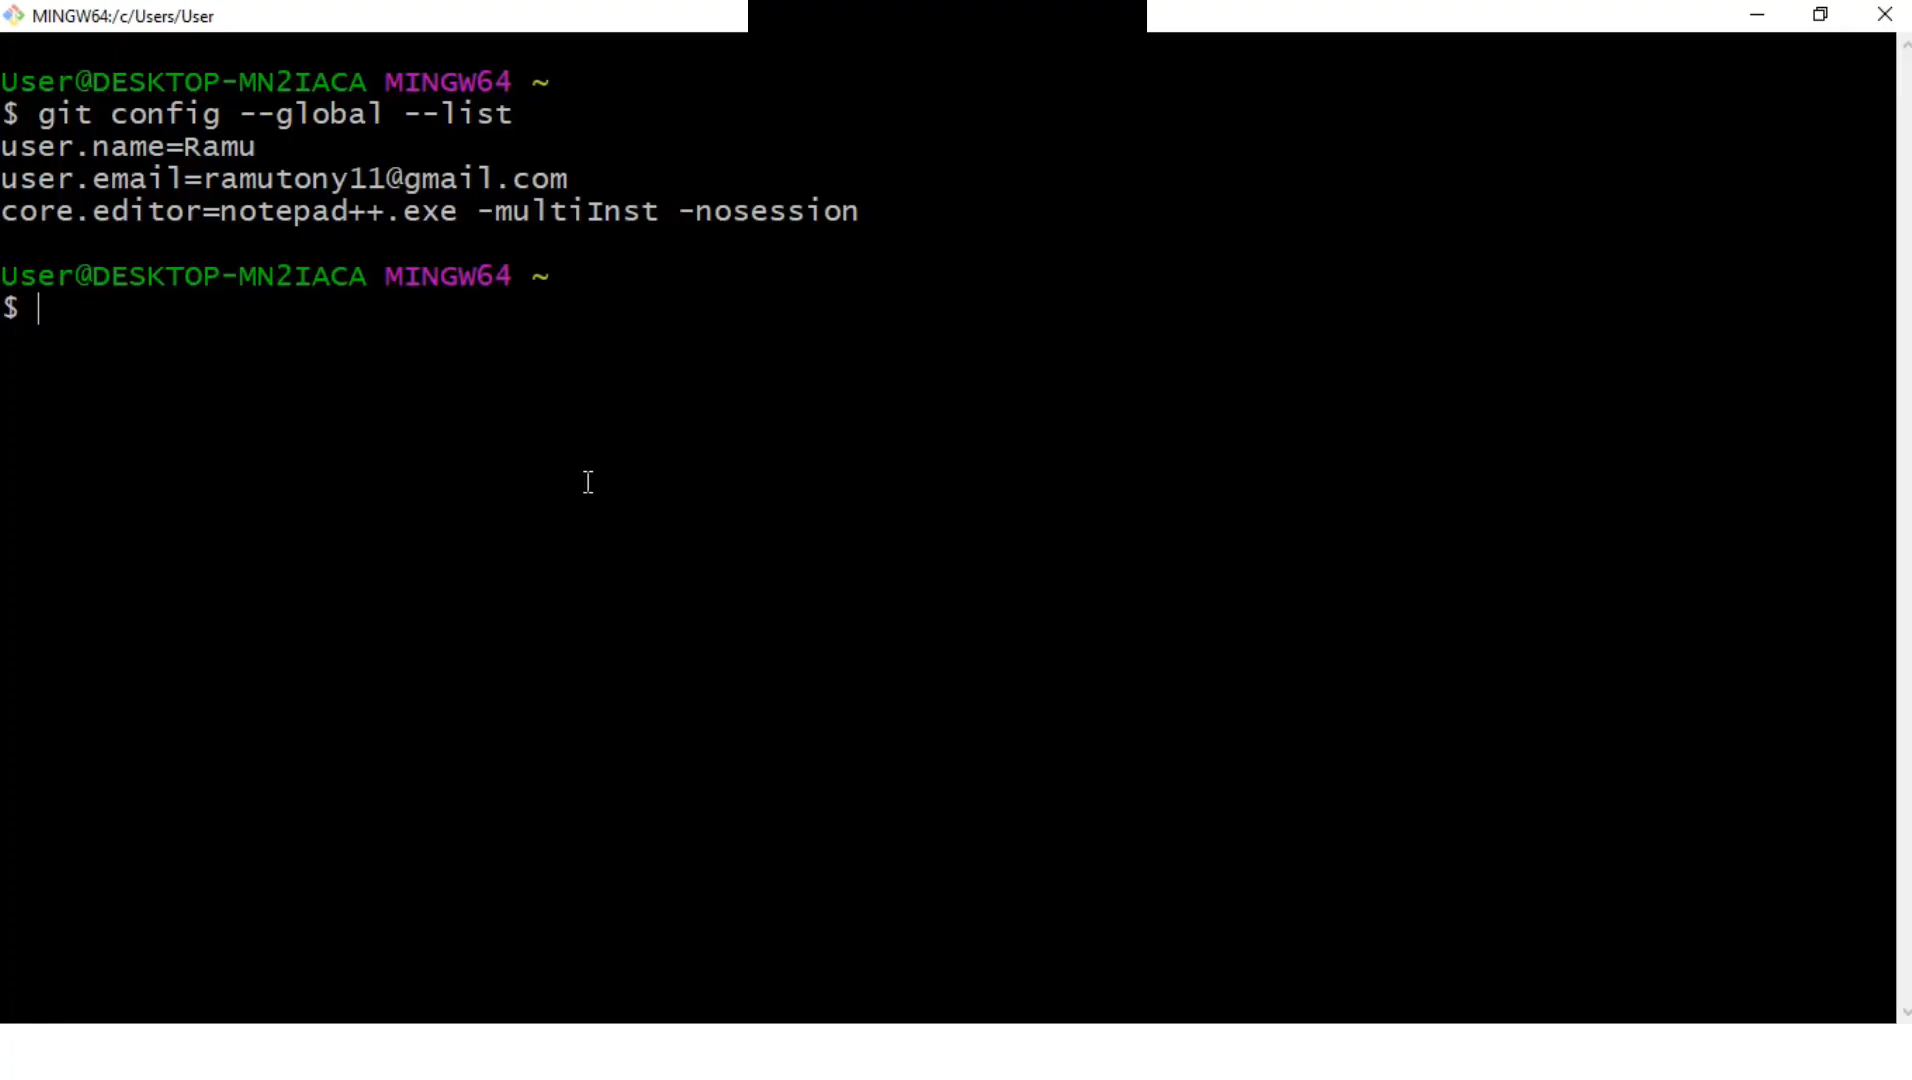 MINGW64:/c/Users/User
User@DESKTOP-MN2IACA MINGW64 ~
$ git config --global --list
user.name=Ramu
user.email=ramutony11@gmail.com
core.editor=notepad++.exe -multiInst -nosession
User@DESKTOP-MN2IACA MINGW64 ~
$